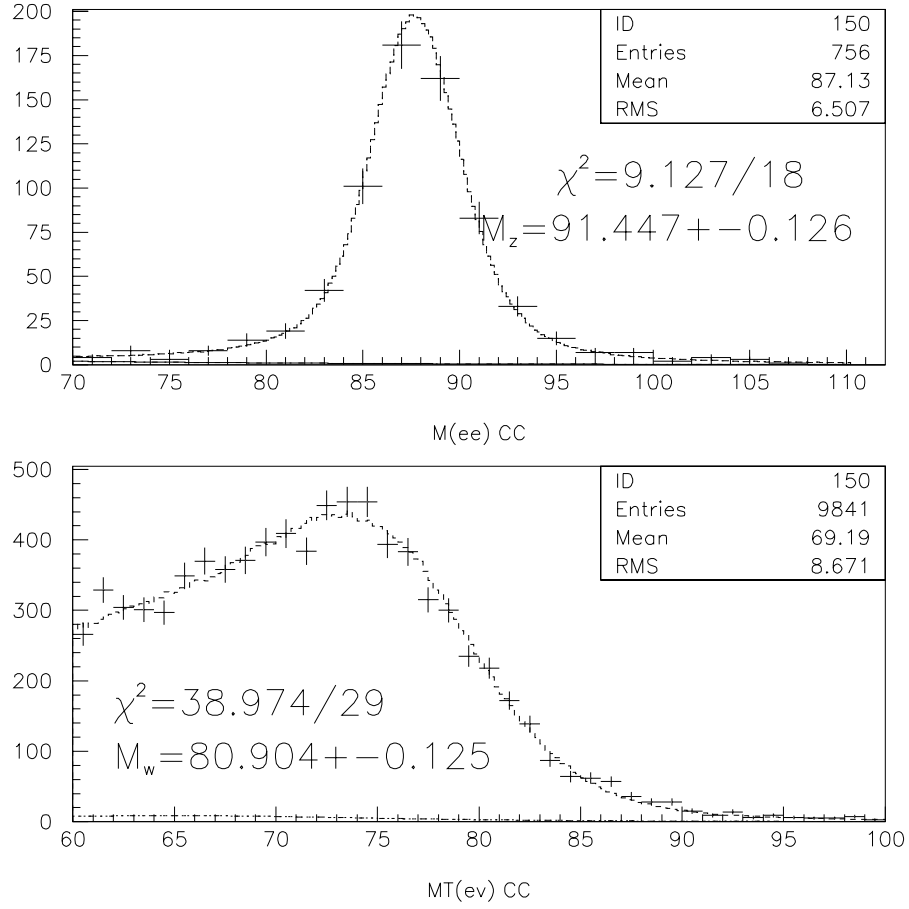 200
175
150
125
100
75
50
25
0
70 75 80 85 90 95 100 105 110
ID 150
Entries 756
Mean 87.13
RMS 6.507
χ²=9.127/18
M_z=91.447+−0.126
M(ee) CC
500
400
300
200
100
0
60 65 70 75 80 85 90 95 100
ID 150
Entries 9841
Mean 69.19
RMS 8.671
χ²=38.974/29
M_w=80.904+−0.125
MT(ev) CC